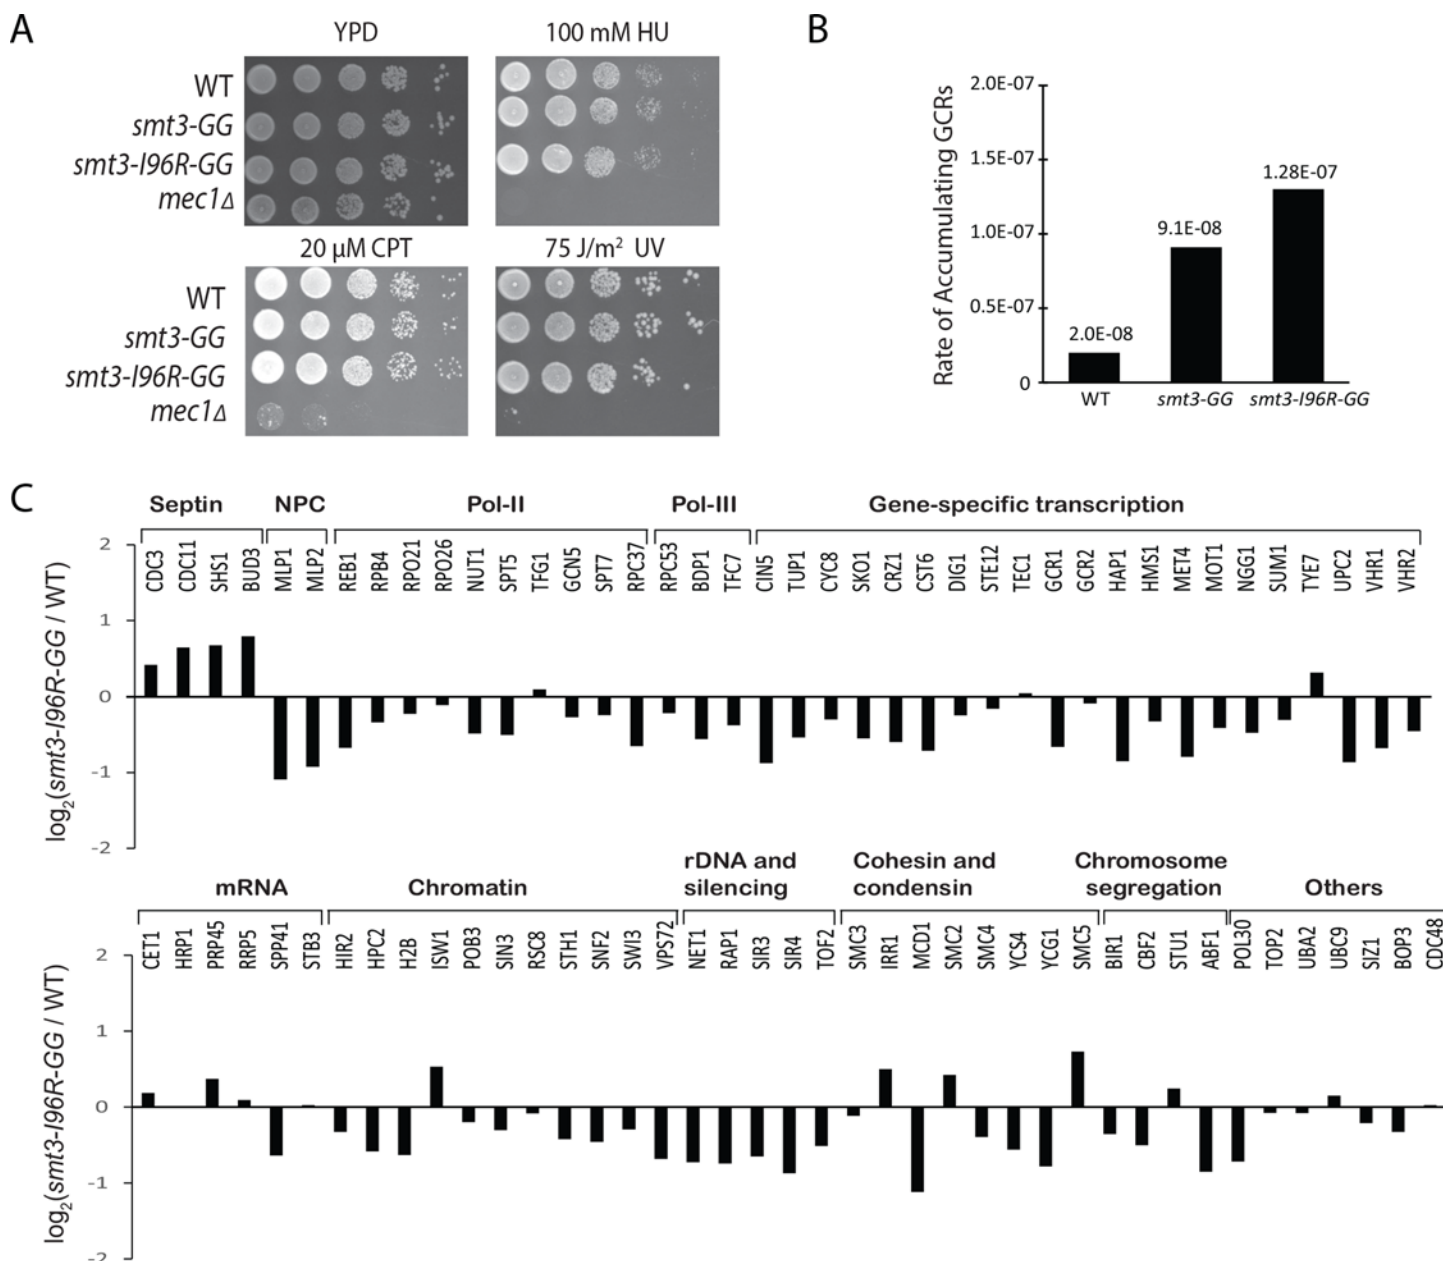 A
YPD
100 mM HU
WT
smt3-GG
smt3-I96R-GG
mec1Δ
20 µM CPT
75 J/m² UV
WT
smt3-GG
smt3-I96R-GG
mec1Δ
B
Rate of Accumulating GCRs
2.0E-07
1.5E-07
1.0E-07
0.5E-07
0
2.0E-08
9.1E-08
1.28E-07
WT smt3-GG smt3-I96R-GG
C
Septin NPC Pol-II Pol-III Gene-specific transcription
log₂(smt3-I96R-GG / WT)
2
1
0
-1
-2
CDC3 CDC11 SHS1 BUD3 MLP1 MLP2 REB1 RPB4 RPO21 RPO26 NUT1 SPT5 TFG1 GCN5 SPT7 RPC37 RPC53 BDP1 TFC7 CIN5 TUP1 CYC8 SKO1 CRZ1 CST6 DIG1 STE12 TEC1 GCR1 GCR2 HAP1 HMS1 MET4 MOT1 NGG1 SUM1 TYE7 UPC2 VHR1 VHR2
mRNA Chromatin rDNA and silencing Cohesin and condensin Chromosome segregation Others
log₂(smt3-I96R-GG / WT)
2
1
0
-1
-2
CET1 HRP1 PRP45 RRP5 SPP41 STB3 HIR2 HPC2 H2B ISW1 POB3 SIN3 RSC8 STH1 SNF2 SWI3 VPS72 NET1 RAP1 SIR3 SIR4 TOF2 SMC3 IRR1 MCD1 SMC2 SMC4 YCS4 YCG1 SMC5 BIR1 CBF2 STU1 ABF1 POL30 TOP2 UBA2 UBC9 SIZ1 BOP3 CDC48